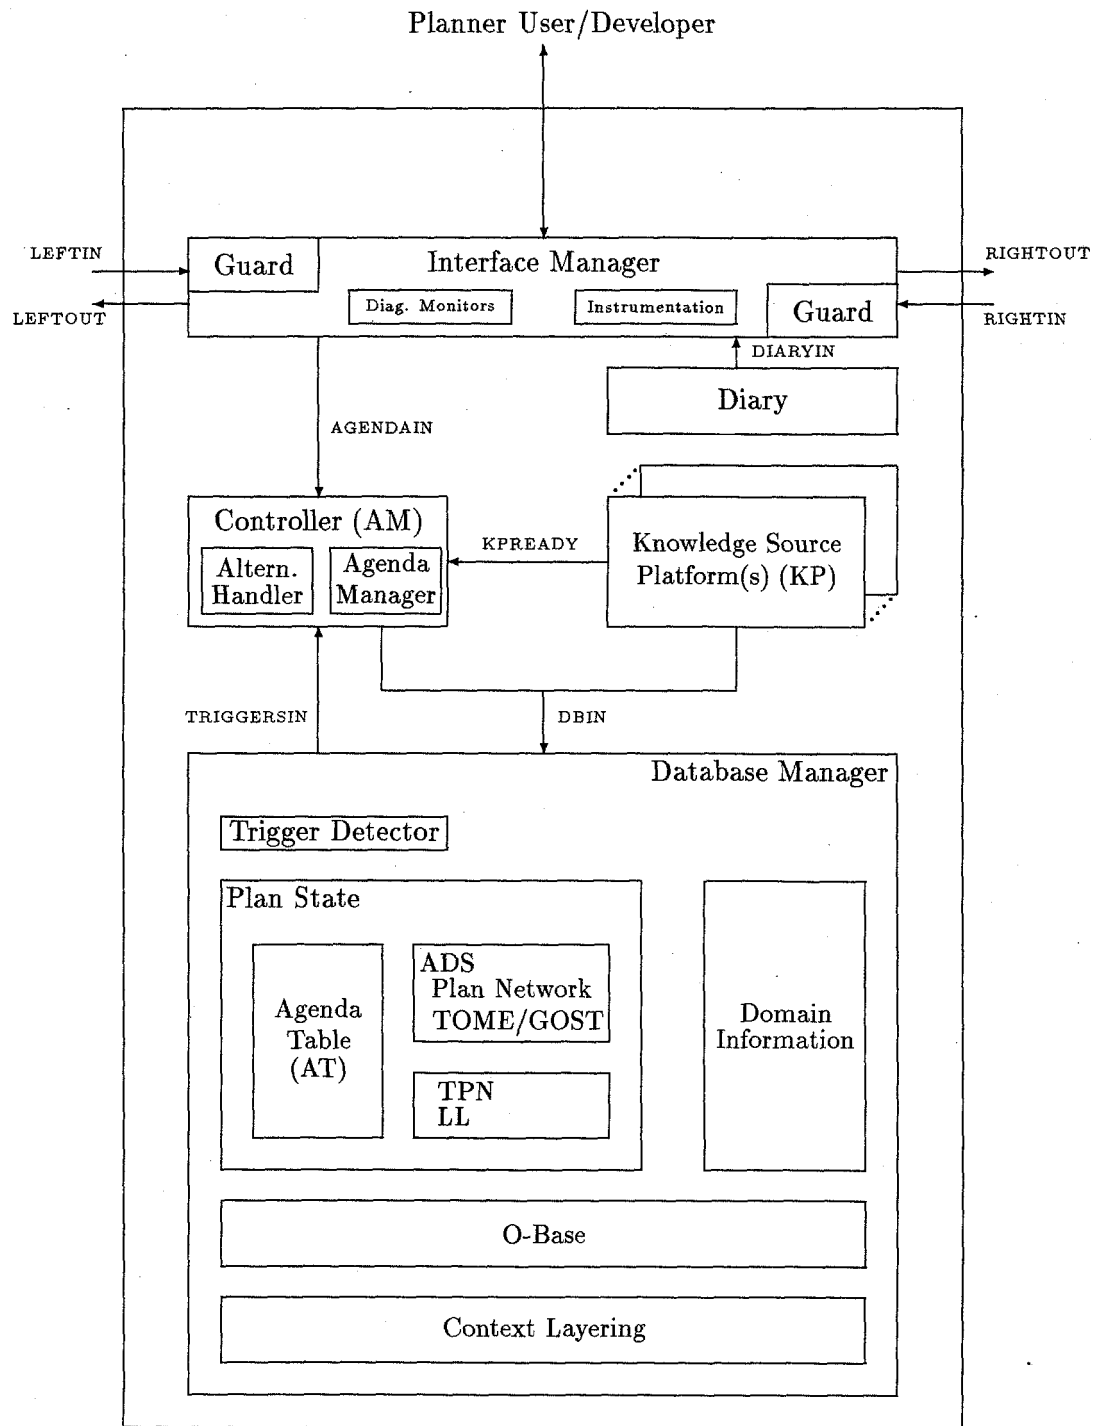 Planner User/Developer
LEFTIN
Guard
Interface Manager
RIGHTOUT
LEFTOUT
Diag. Monitors
Instrumentation
Guard
RIGHTIN
DIARYIN
Diary
AGENDAIN
Controller (AM)
Altern.
Handler
Agenda
Manager
KPREADY
Knowledge Source
Platform(s) (KP)
TRIGGERSIN
DBIN
Database Manager
Trigger Detector
Plan State
Agenda
Table
(AT)
ADS
Plan Network
TOME/GOST
TPN
LL
Domain
Information
O-Base
Context Layering